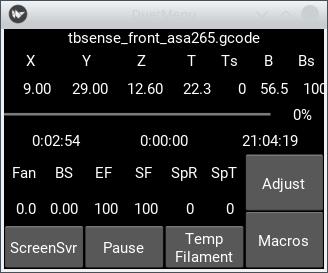 DuetMenu
tbsense_front_asa265.gcode
X Y Z T Ts B Bs
9.00 29.00 12.60 22.3 0 56.5 100
0%
0:02:54 0:00:00 21:04:19
Fan BS EF SF SpR SpT
0.0 0.00 100 100 0 0
Adjust
ScreenSvr Pause Temp Filament Macros